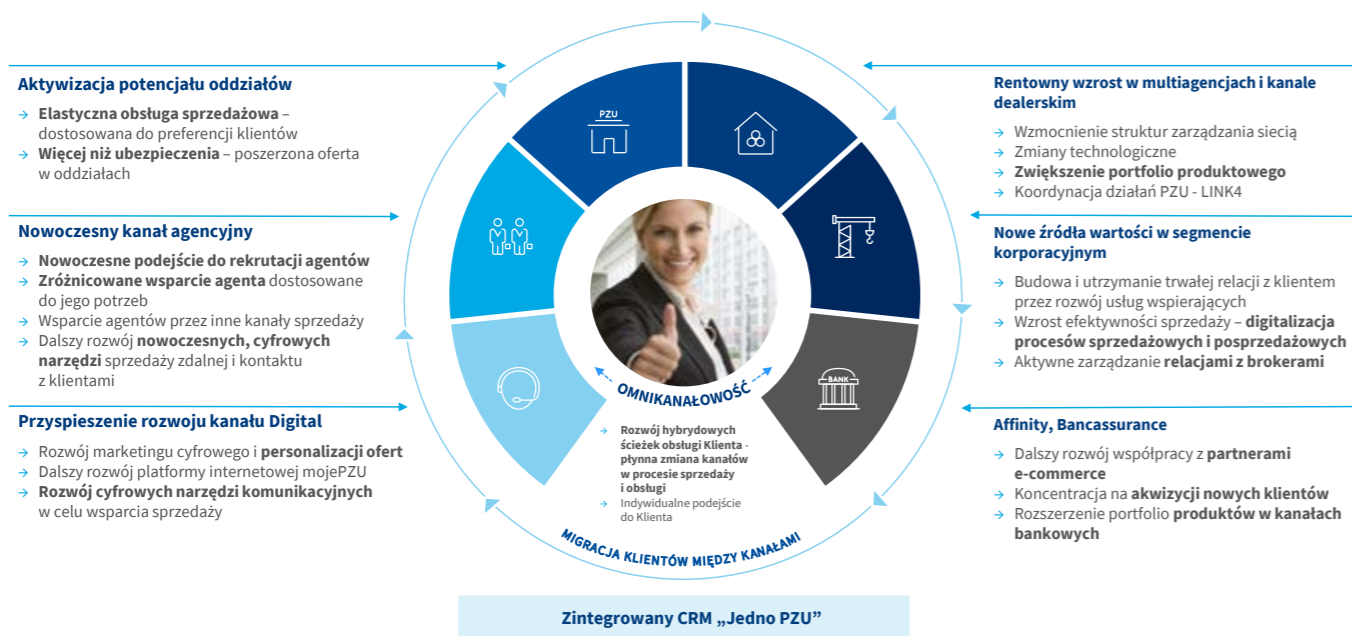 Aktywizacja potencjału oddziałów
→ Elastyczna obsługa sprzedażowa –
dostosowana do preferencji klientów
→ Więcej niż ubezpieczenia – poszerzona oferta
w oddziałach
Nowoczesny kanał agencyjny
→ Nowoczesne podejście do rekrutacji agentów
→ Zróżnicowane wsparcie agenta dostosowane
do jego potrzeb
→ Wsparcie agentów przez inne kanały sprzedaży
→ Dalszy rozwój nowoczesnych, cyfrowych
narzędzi sprzedaży zdalnej i kontaktu
z klientami
Przyspieszenie rozwoju kanału Digital
→ Rozwój marketingu cyfrowego i personalizacji ofert
→ Dalszy rozwój platformy internetowej mojePZU
→ Rozwój cyfrowych narzędzi komunikacyjnych
w celu wsparcia sprzedaży
PZU
BANK
OMNIKANAŁOWOŚĆ
→ Rozwój hybrydowych
ścieżek obsługi Klienta -
płynna zmiana kanałów
w procesie sprzedaży
i obsługi
→ Indywidualne podejście
do Klienta
MIGRACJA KLIENTÓW MIĘDZY KANAŁAMI
Rentowny wzrost w multiagencjach i kanale
dealerskim
→ Wzmocnienie struktur zarządzania siecią
→ Zmiany technologiczne
→ Zwiększenie portfolio produktowego
→ Koordynacja działań PZU - LINK4
Nowe źródła wartości w segmencie
korporacyjnym
→ Budowa i utrzymanie trwałej relacji z klientem
przez rozwój usług wspierających
→ Wzrost efektywności sprzedaży – digitalizacja
procesów sprzedażowych i posprzedażowych
→ Aktywne zarządzanie relacjami z brokerami
Affinity, Bancassurance
→ Dalszy rozwój współpracy z partnerami
e-commerce
→ Koncentracja na akwizycji nowych klientów
→ Rozszerzenie portfolio produktów w kanałach
bankowych
Zintegrowany CRM „Jedno PZU”